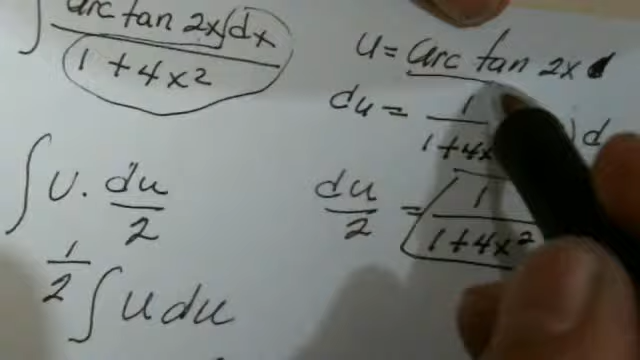 ∫ arc tan 2x dx / 1 + 4x²
∫ U · du / 2
1/2 ∫ u du
u = arc tan 2x
du = 1 / 1 + 4x ) d
du / 2 = 1 / 1 + 4x²